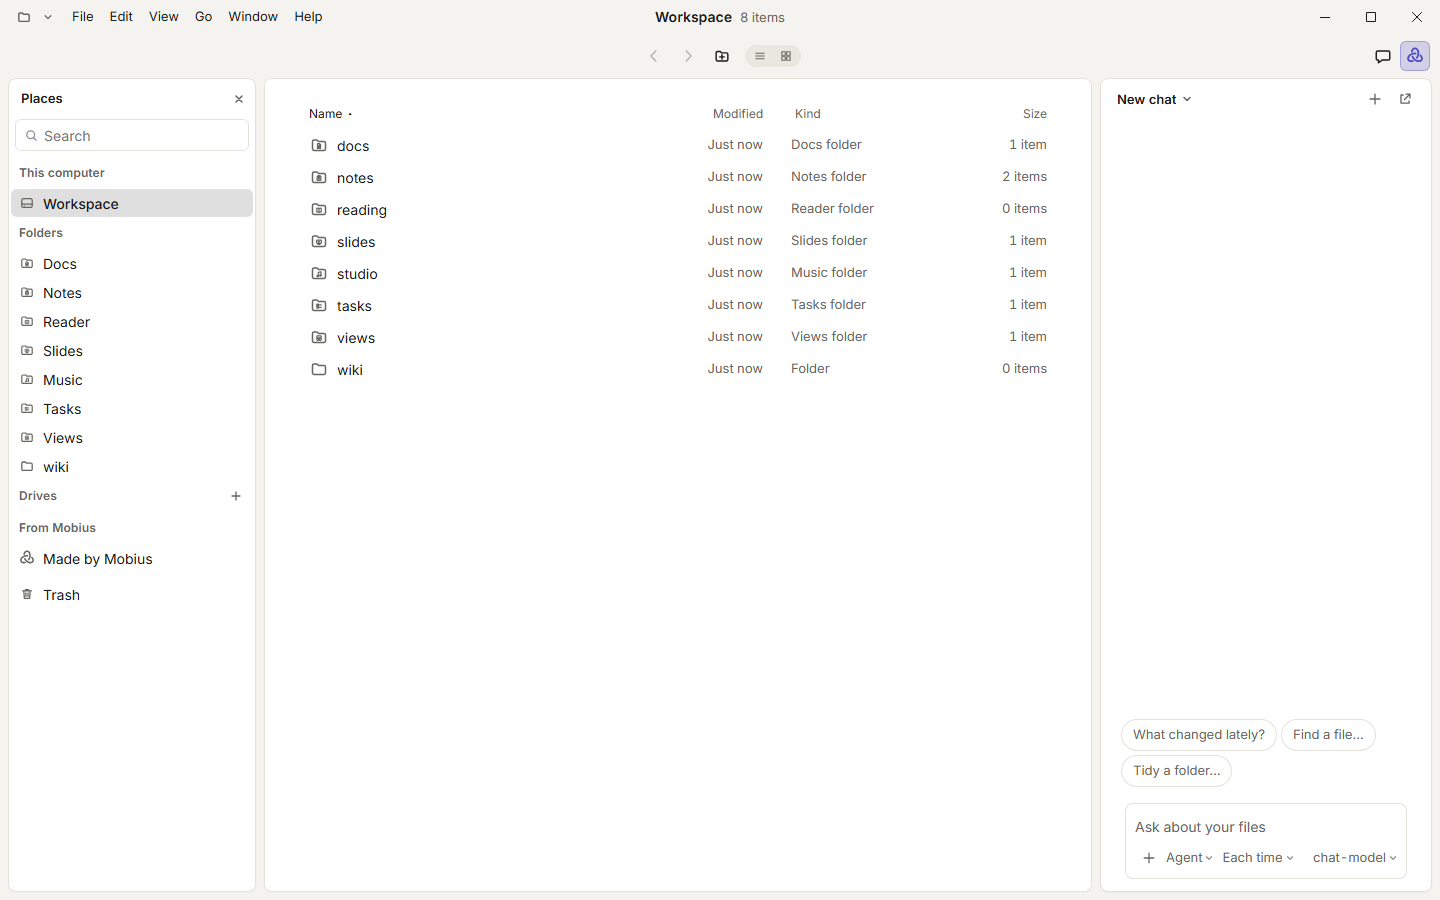 File Edit View Go Window Help
Workspace 8 items
Places
Search
This computer
Workspace
Folders
Docs
Notes
Reader
Slides
Music
Tasks
Views
wiki
Drives
From Mobius
Made by Mobius
Trash
Name Modified Kind Size
docs Just now Docs folder 1 item
notes Just now Notes folder 2 items
reading Just now Reader folder 0 items
slides Just now Slides folder 1 item
studio Just now Music folder 1 item
tasks Just now Tasks folder 1 item
views Just now Views folder 1 item
wiki Just now Folder 0 items
New chat
What changed lately? Find a file...
Tidy a folder...
Ask about your files
Agent Each time chat-model